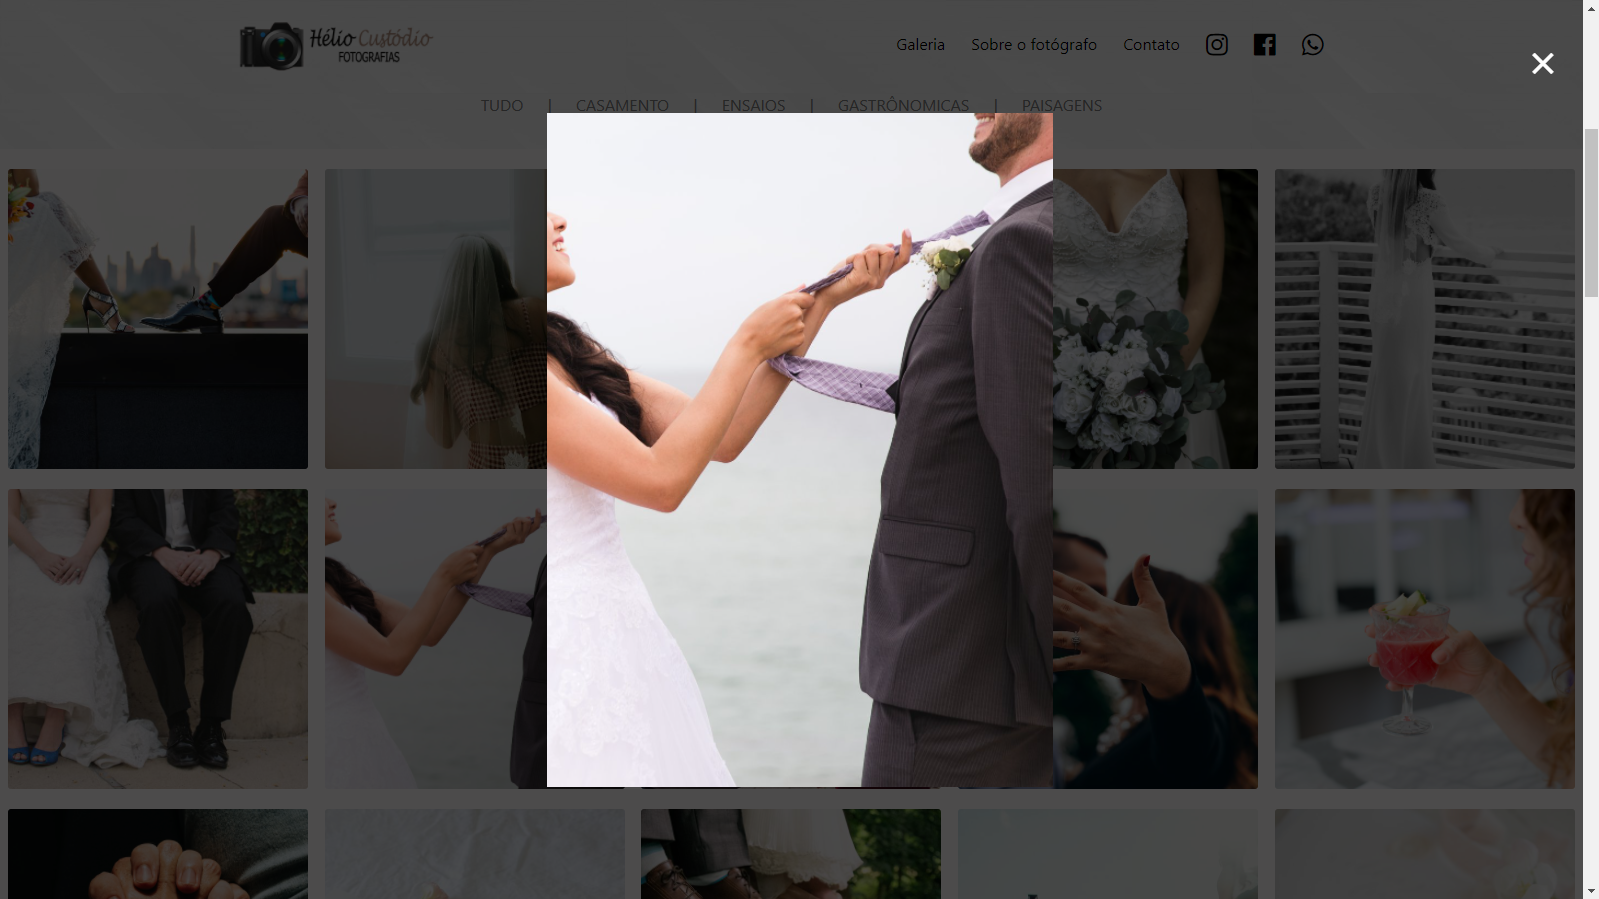 Hélio Custódio
FOTOGRAFIAS
Galeria Sobre o fotógrafo Contato
TUDO | CASAMENTO | ENSAIOS | GASTRÔNOMICAS | PAISAGENS